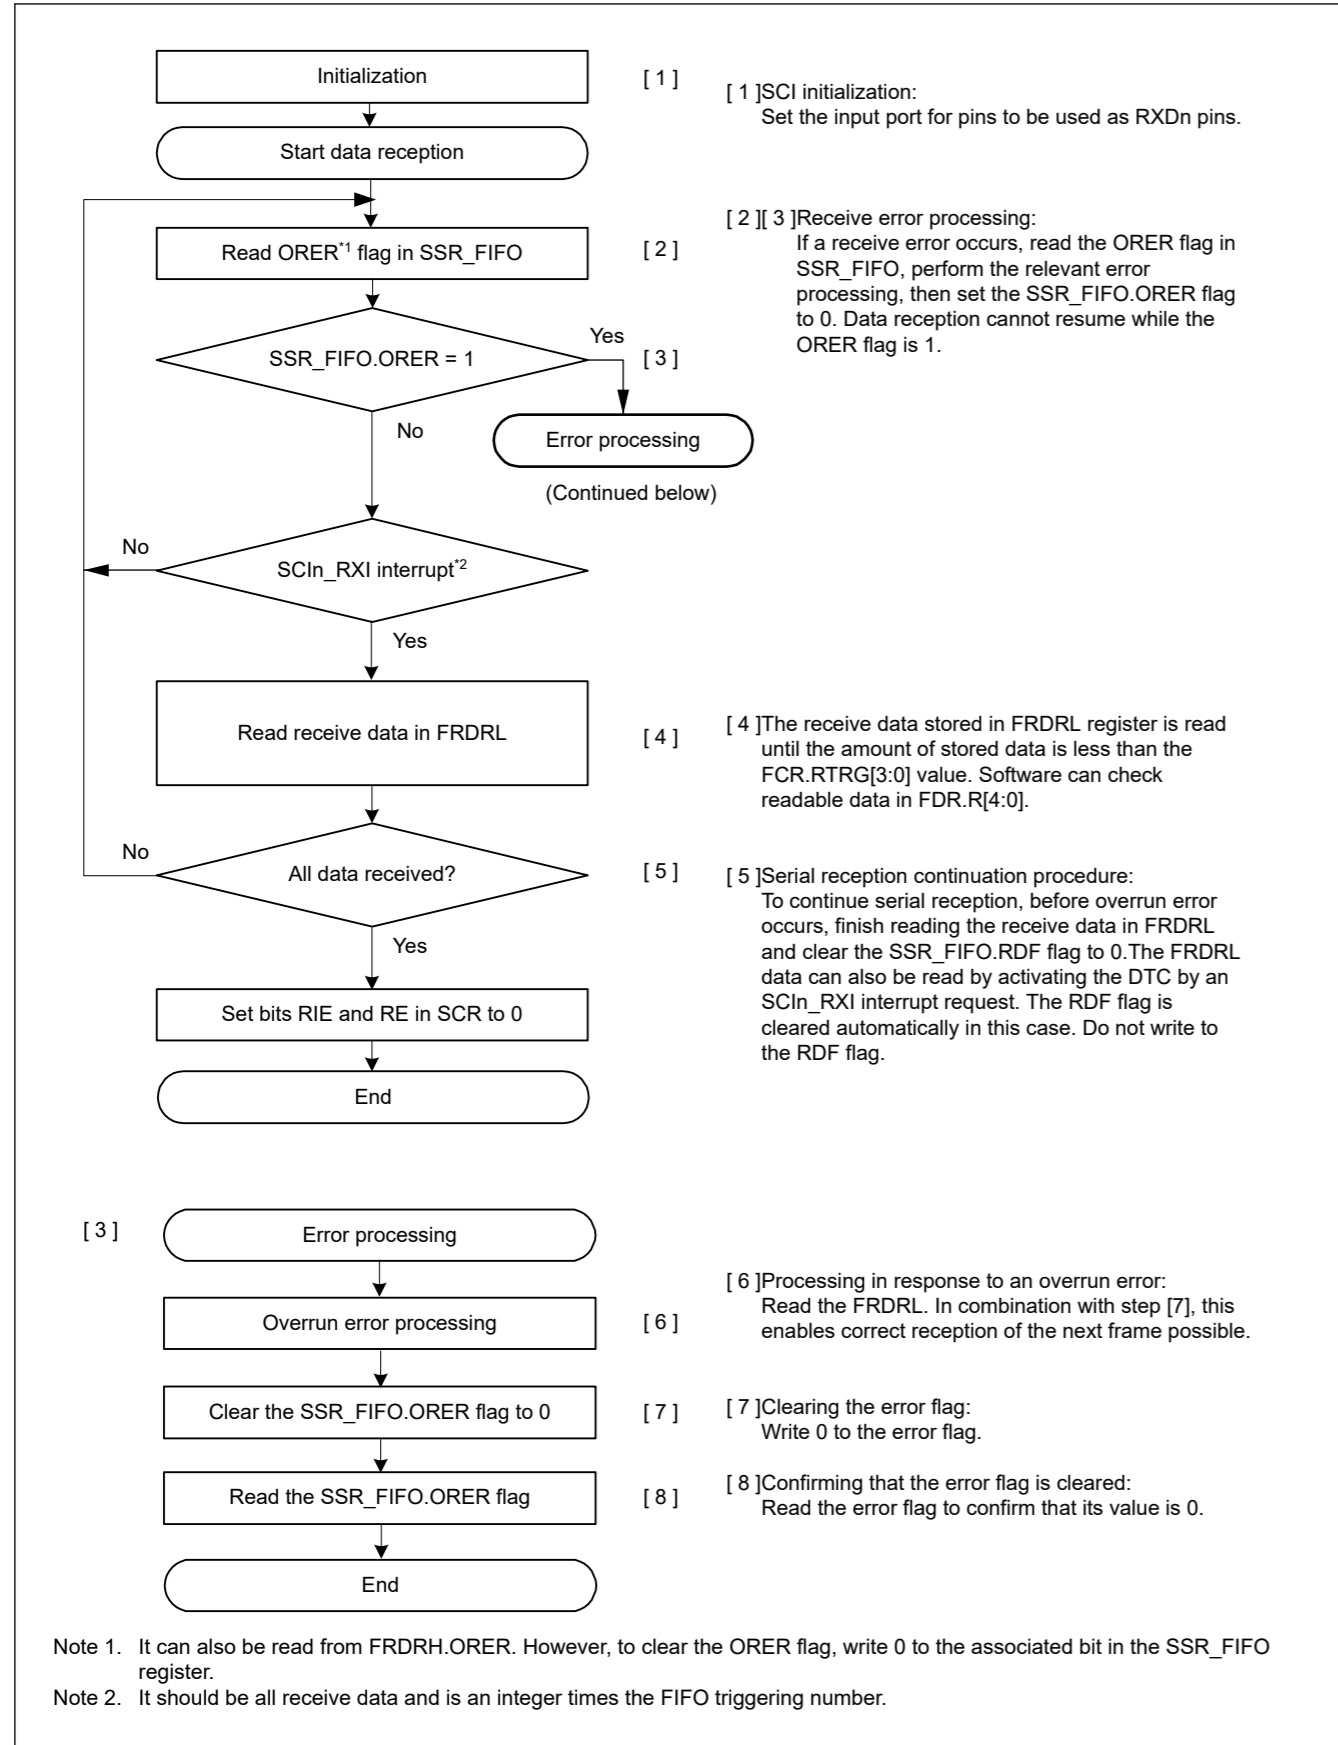 Initialization
[ 1 ]
[ 1 ]SCI initialization:
Set the input port for pins to be used as RXDn pins.
Start data reception
Read ORER*1 flag in SSR_FIFO
[ 2 ]
[ 2 ][ 3 ]Receive error processing:
If a receive error occurs, read the ORER flag in
SSR_FIFO, perform the relevant error
processing, then set the SSR_FIFO.ORER flag
to 0. Data reception cannot resume while the
ORER flag is 1.
SSR_FIFO.ORER = 1
Yes
[ 3 ]
No
Error processing
(Continued below)
SCIn_RXI interrupt*2
No
Yes
Read receive data in FRDRL
[ 4 ]
[ 4 ]The receive data stored in FRDRL register is read
until the amount of stored data is less than the
FCR.RTRG[3:0] value. Software can check
readable data in FDR.R[4:0].
All data received?
No
[ 5 ]
[ 5 ]Serial reception continuation procedure:
To continue serial reception, before overrun error
occurs, finish reading the receive data in FRDRL
and clear the SSR_FIFO.RDF flag to 0.The FRDRL
data can also be read by activating the DTC by an
SCIn_RXI interrupt request. The RDF flag is
cleared automatically in this case. Do not write to
the RDF flag.
Yes
Set bits RIE and RE in SCR to 0
End
[ 3 ]
Error processing
Overrun error processing
[ 6 ]
[ 6 ]Processing in response to an overrun error:
Read the FRDRL. In combination with step [7], this
enables correct reception of the next frame possible.
Clear the SSR_FIFO.ORER flag to 0
[ 7 ]
[ 7 ]Clearing the error flag:
Write 0 to the error flag.
Read the SSR_FIFO.ORER flag
[ 8 ]
[ 8 ]Confirming that the error flag is cleared:
Read the error flag to confirm that its value is 0.
End
Note 1. It can also be read from FRDRH.ORER. However, to clear the ORER flag, write 0 to the associated bit in the SSR_FIFO
register.
Note 2. It should be all receive data and is an integer times the FIFO triggering number.